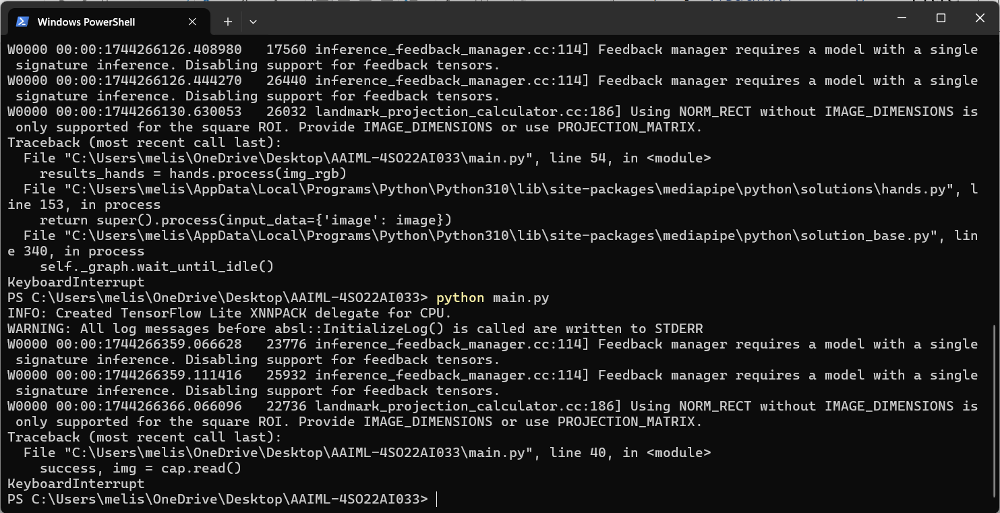 Windows PowerShell
W0000 00:00:1744266126.408980   17560 inference_feedback_manager.cc:114] Feedback manager requires a model with a single
 signature inference. Disabling support for feedback tensors.
W0000 00:00:1744266126.444270   26440 inference_feedback_manager.cc:114] Feedback manager requires a model with a single
 signature inference. Disabling support for feedback tensors.
W0000 00:00:1744266130.630053   26032 landmark_projection_calculator.cc:186] Using NORM_RECT without IMAGE_DIMENSIONS is
 only supported for the square ROI. Provide IMAGE_DIMENSIONS or use PROJECTION_MATRIX.
Traceback (most recent call last):
  File "C:\Users\melis\OneDrive\Desktop\AAIML-4SO22AI033\main.py", line 54, in <module>
    results_hands = hands.process(img_rgb)
  File "C:\Users\melis\AppData\Local\Programs\Python\Python310\lib\site-packages\mediapipe\python\solutions\hands.py", l
ine 153, in process
    return super().process(input_data={'image': image})
  File "C:\Users\melis\AppData\Local\Programs\Python\Python310\lib\site-packages\mediapipe\python\solution_base.py", lin
e 340, in process
    self._graph.wait_until_idle()
KeyboardInterrupt
PS C:\Users\melis\OneDrive\Desktop\AAIML-4SO22AI033> python main.py
INFO: Created TensorFlow Lite XNNPACK delegate for CPU.
WARNING: All log messages before absl::InitializeLog() is called are written to STDERR
W0000 00:00:1744266359.066628   23776 inference_feedback_manager.cc:114] Feedback manager requires a model with a single
 signature inference. Disabling support for feedback tensors.
W0000 00:00:1744266359.111416   25932 inference_feedback_manager.cc:114] Feedback manager requires a model with a single
 signature inference. Disabling support for feedback tensors.
W0000 00:00:1744266366.066096   22736 landmark_projection_calculator.cc:186] Using NORM_RECT without IMAGE_DIMENSIONS is
 only supported for the square ROI. Provide IMAGE_DIMENSIONS or use PROJECTION_MATRIX.
Traceback (most recent call last):
  File "C:\Users\melis\OneDrive\Desktop\AAIML-4SO22AI033\main.py", line 40, in <module>
    success, img = cap.read()
KeyboardInterrupt
PS C:\Users\melis\OneDrive\Desktop\AAIML-4SO22AI033>